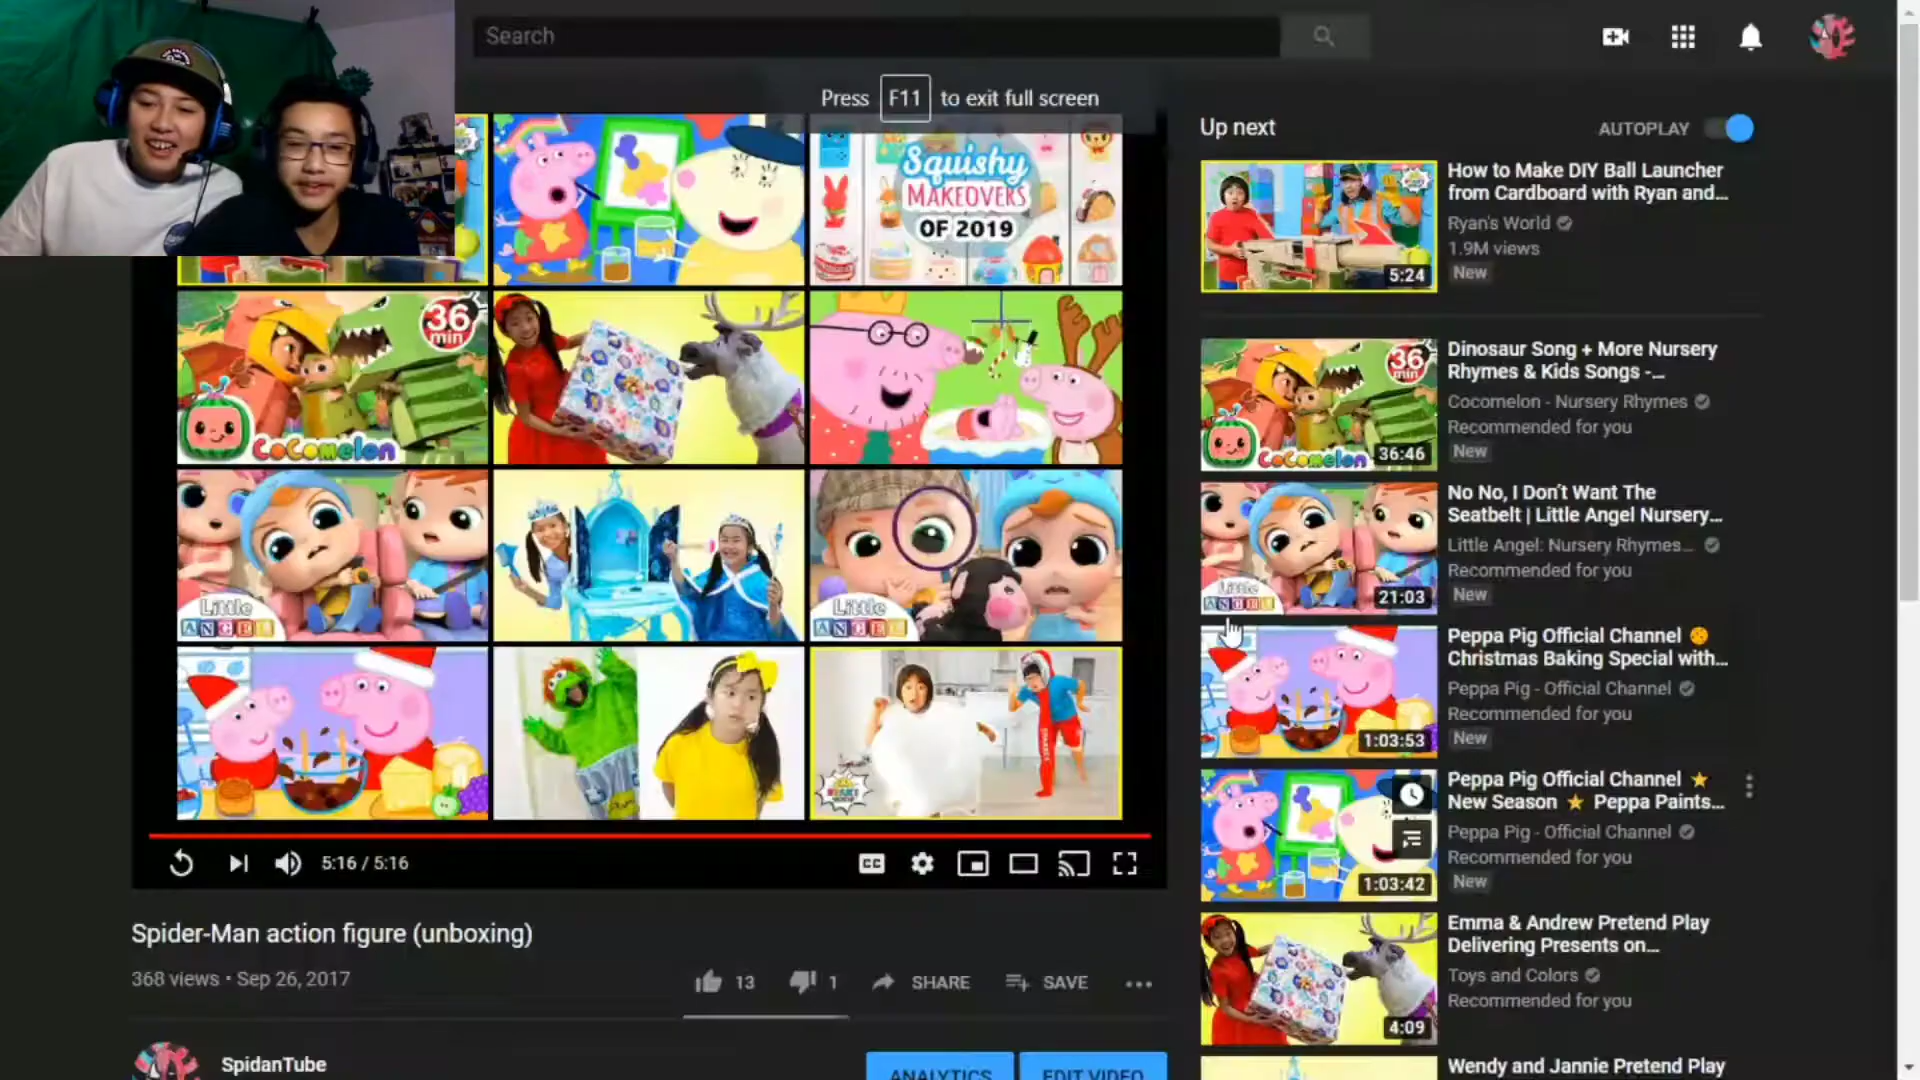 Search
Press F11 to exit full screen
Squishy
MAKEOVERS
OF 2019
36
min
CoComelon
Little
ANGEL
Little
ANGEL
5:16 / 5:16
CC
Spider-Man action figure (unboxing)
368 views • Sep 26, 2017
13
1
SHARE
SAVE
SpidanTube
ANALYTICS
EDIT VIDEO
Up next
AUTOPLAY
5:24
How to Make DIY Ball Launcher
from Cardboard with Ryan and...
Ryan's World
1.9M views
New
36
min
CoComelon
36:46
Dinosaur Song + More Nursery
Rhymes & Kids Songs -...
Cocomelon - Nursery Rhymes
Recommended for you
New
Little
ANGEL
21:03
No No, I Don't Want The
Seatbelt | Little Angel Nursery...
Little Angel: Nursery Rhymes...
Recommended for you
New
1:03:53
Peppa Pig Official Channel
Christmas Baking Special with...
Peppa Pig - Official Channel
Recommended for you
New
1:03:42
Peppa Pig Official Channel ⭐
New Season ⭐ Peppa Paints...
Peppa Pig - Official Channel
Recommended for you
New
4:09
Emma & Andrew Pretend Play
Delivering Presents on...
Toys and Colors
Recommended for you
Wendy and Jannie Pretend Play